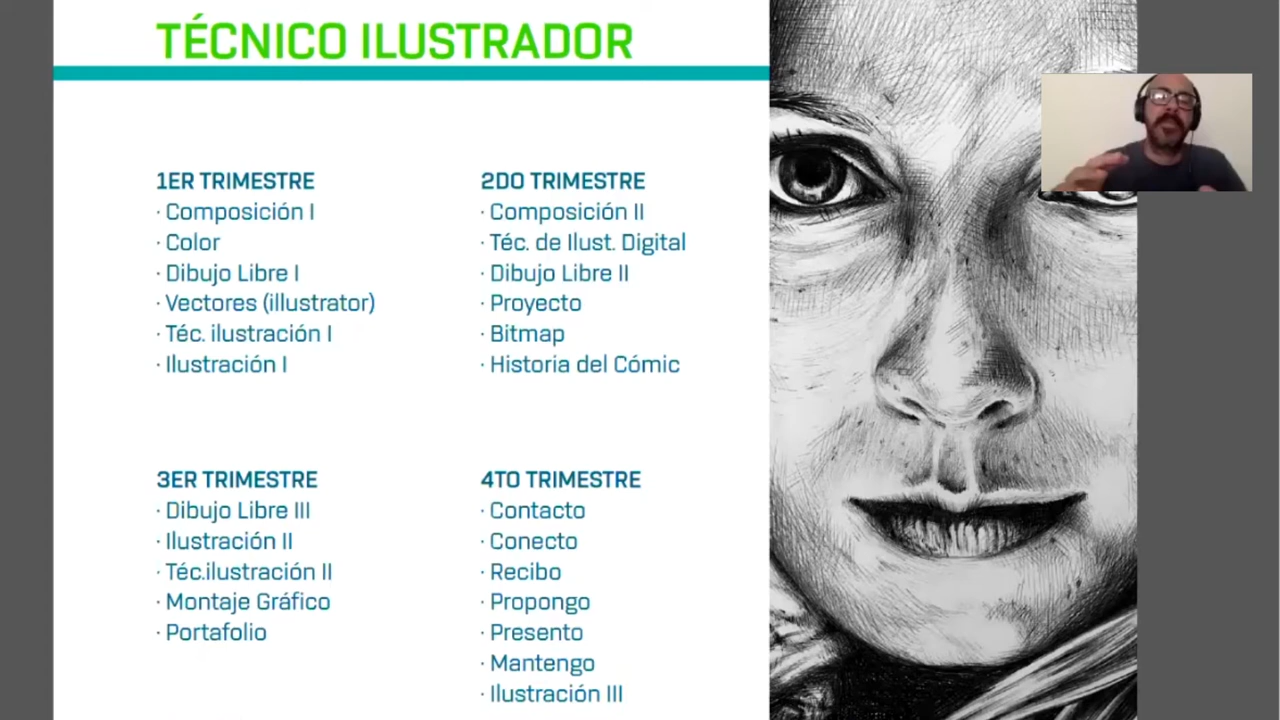 TÉCNICO ILUSTRADOR
1ER TRIMESTRE
· Composición I
· Color
· Dibujo Libre I
· Vectores (illustrator)
· Téc. ilustración I
· Ilustración I
2DO TRIMESTRE
· Composición II
· Téc. de Ilust. Digital
· Dibujo Libre II
· Proyecto
· Bitmap
· Historia del Cómic
3ER TRIMESTRE
· Dibujo Libre III
· Ilustración II
· Téc.ilustración II
· Montaje Gráfico
· Portafolio
4TO TRIMESTRE
· Contacto
· Conecto
· Recibo
· Propongo
· Presento
· Mantengo
· Ilustración III